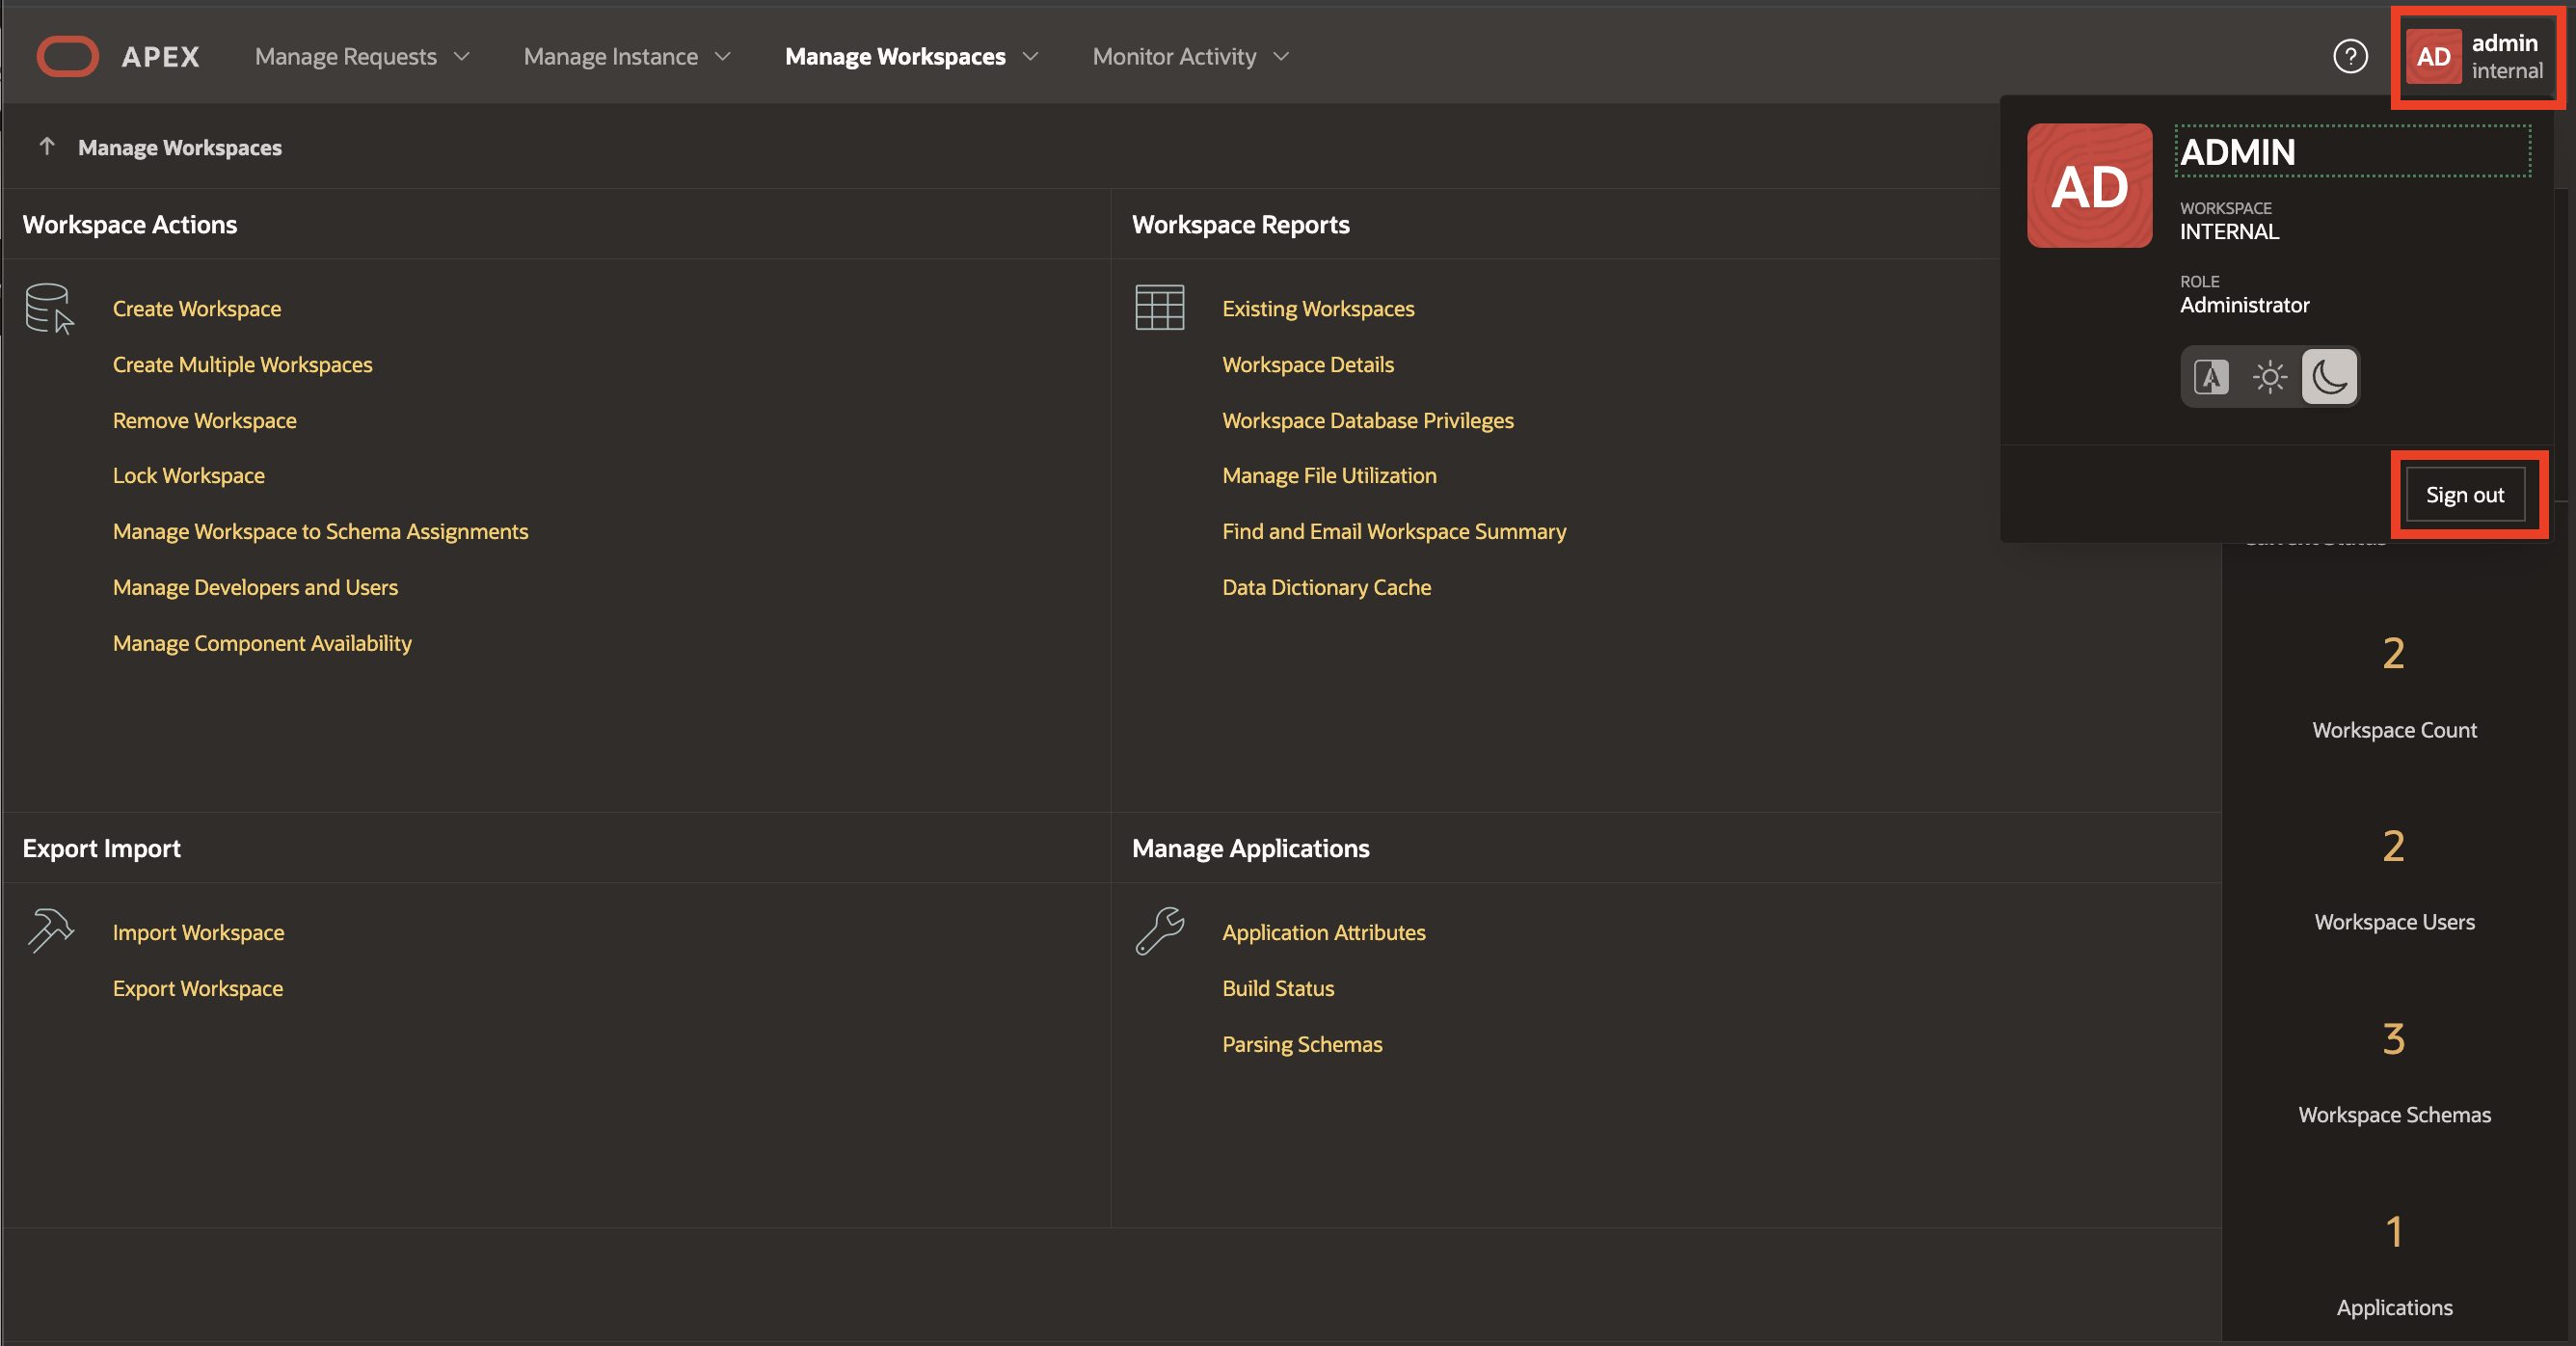 APEX
Manage Requests
Manage Instance
Manage Workspaces
Monitor Activity
?
AD
admin
internal
Manage Workspaces
AD
ADMIN
WORKSPACE
INTERNAL
ROLE
Administrator
A
Sign out
Workspace Actions
Create Workspace
Create Multiple Workspaces
Remove Workspace
Lock Workspace
Manage Workspace to Schema Assignments
Manage Developers and Users
Manage Component Availability
Workspace Reports
Existing Workspaces
Workspace Details
Workspace Database Privileges
Manage File Utilization
Find and Email Workspace Summary
Data Dictionary Cache
Export Import
Import Workspace
Export Workspace
Manage Applications
Application Attributes
Build Status
Parsing Schemas
2
Workspace Count
2
Workspace Users
3
Workspace Schemas
1
Applications